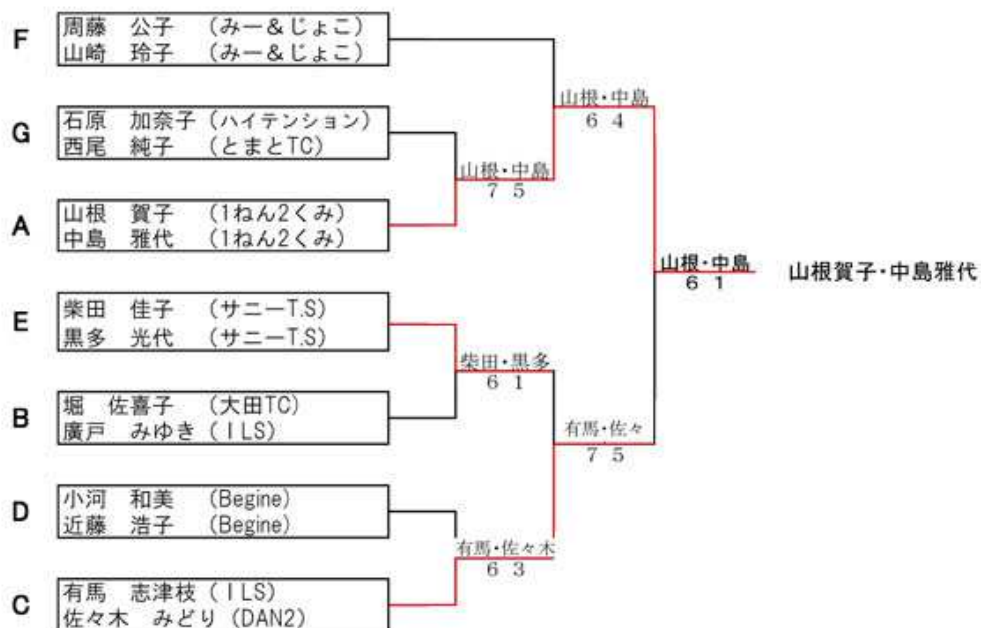 F
周藤 公子 (みー&じょこ)
山崎 玲子 (みー&じょこ)
山根・中島
6 4
G
石原 加奈子 (ハイテンション)
西尾 純子 (とまとTC)
山根・中島
7 5
A
山根 賀子 (1ねん2くみ)
中島 雅代 (1ねん2くみ)
山根・中島
6 1
山根賀子・中島雅代
E
柴田 佳子 (サニーT.S)
黒多 光代 (サニーT.S)
柴田・黒多
6 1
B
堀 佐喜子 (大田TC)
廣戸 みゆき (ILS)
有馬・佐々
7 5
D
小河 和美 (Begine)
近藤 浩子 (Begine)
有馬・佐々木
6 3
C
有馬 志津枝 (ILS)
佐々木 みどり (DAN2)